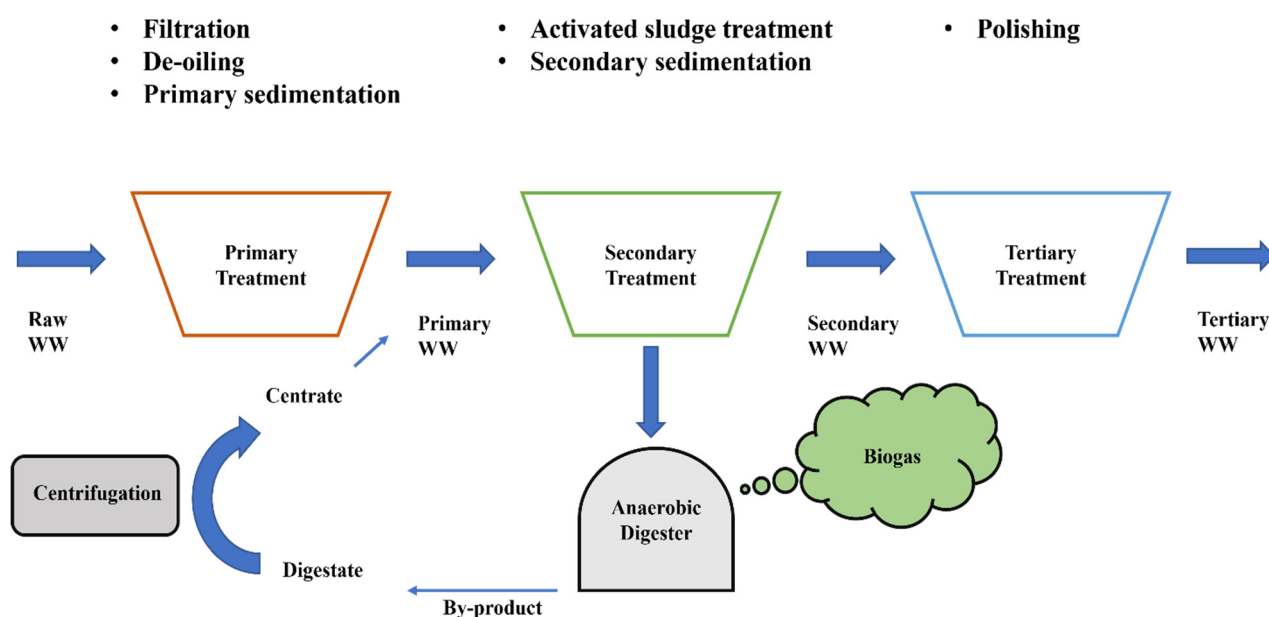 • Filtration
• De-oiling
• Primary sedimentation
• Activated sludge treatment
• Secondary sedimentation
• Polishing
Primary
Treatment
Secondary
Treatment
Tertiary
Treatment
Raw
WW
Primary
WW
Secondary
WW
Tertiary
WW
Centrate
Centrifugation
Digestate
By-product
Anaerobic
Digester
Biogas